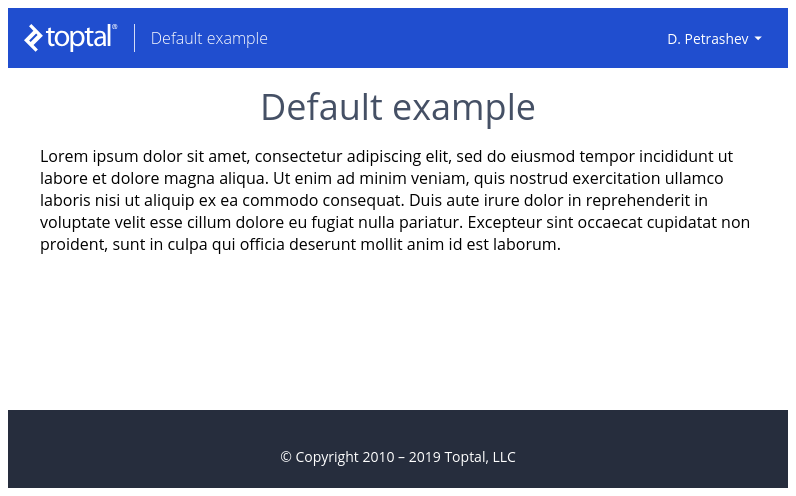 toptal®
Default example
D. Petrashev
Default example
Lorem ipsum dolor sit amet, consectetur adipiscing elit, sed do eiusmod tempor incididunt ut
labore et dolore magna aliqua. Ut enim ad minim veniam, quis nostrud exercitation ullamco
laboris nisi ut aliquip ex ea commodo consequat. Duis aute irure dolor in reprehenderit in
voluptate velit esse cillum dolore eu fugiat nulla pariatur. Excepteur sint occaecat cupidatat non
proident, sunt in culpa qui officia deserunt mollit anim id est laborum.
© Copyright 2010 – 2019 Toptal, LLC